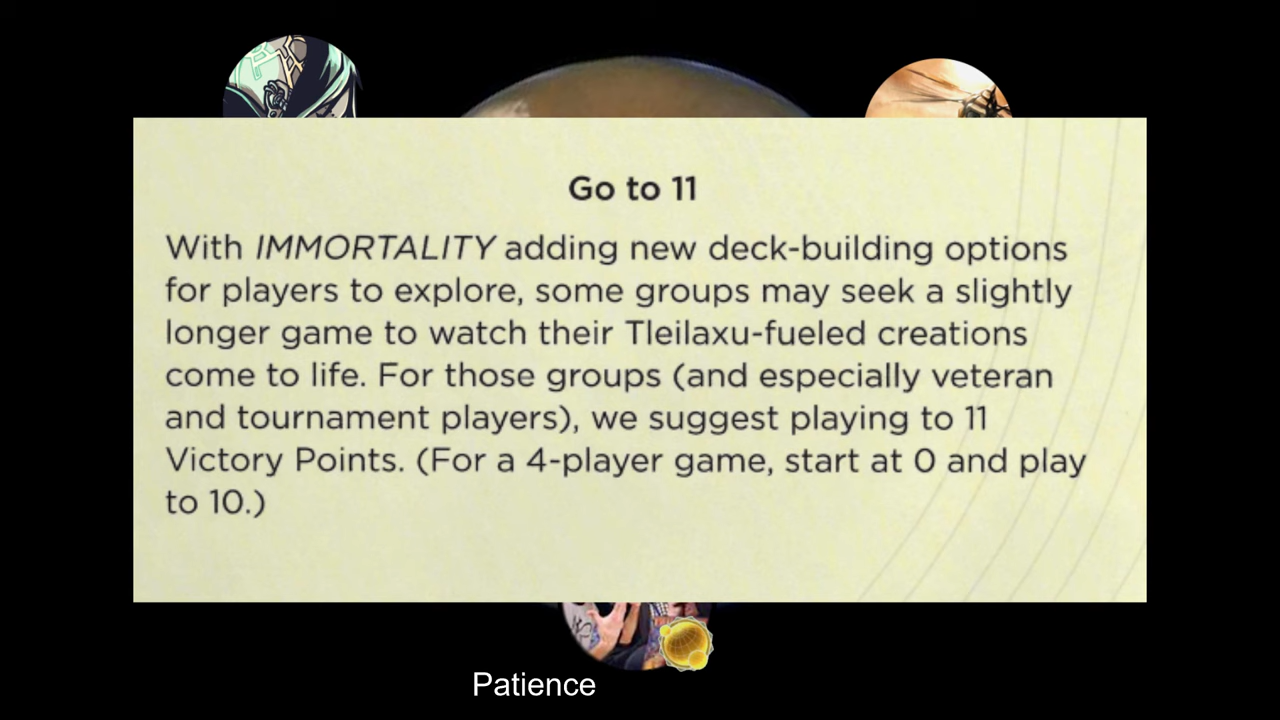 Go to 11
With IMMORTALITY adding new deck-building options
for players to explore, some groups may seek a slightly
longer game to watch their Tleilaxu-fueled creations
come to life. For those groups (and especially veteran
and tournament players), we suggest playing to 11
Victory Points. (For a 4-player game, start at 0 and play
to 10.)
Patience